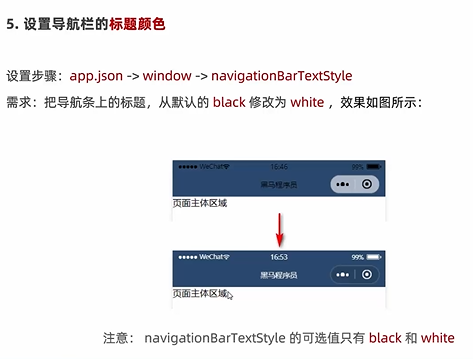 5. 设置导航栏的标题颜色
设置步骤：app.json -> window -> navigationBarTextStyle
需求：把导航条上的标题，从默认的 black 修改为 white ，效果如图所示：
WeChat 16:46 99%
黑马程序员
页面主体区域
WeChat 16:53 99%
黑马程序员
页面主体区域
注意： navigationBarTextStyle 的可选值只有 black 和 white